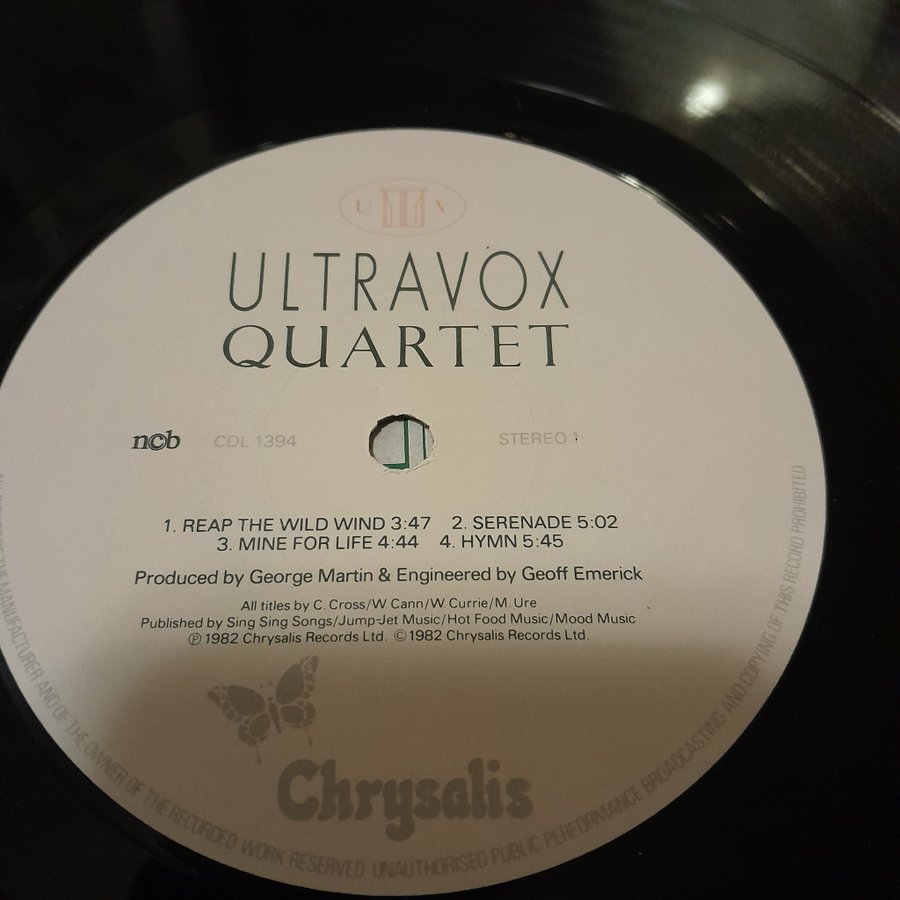 U V
ULTRAVOX
QUARTET
ncb CDL 1394 STEREO 1
1. REAP THE WILD WIND 3:47 2. SERENADE 5:02
3. MINE FOR LIFE 4:44 4. HYMN 5:45
Produced by George Martin & Engineered by Geoff Emerick
All titles by C. Cross/W. Cann/W. Currie/M. Ure
Published by Sing Sing Songs/Jump-Jet Music/Hot Food Music/Mood Music
℗ 1982 Chrysalis Records Ltd. © 1982 Chrysalis Records Ltd.
Chrysalis
THE MANUFACTURER AND OF THE OWNER OF THE RECORDED WORK RESERVED UNAUTHORISED PUBLIC PERFORMANCE BROADCASTING AND COPYING OF THIS RECORD PROHIBITED